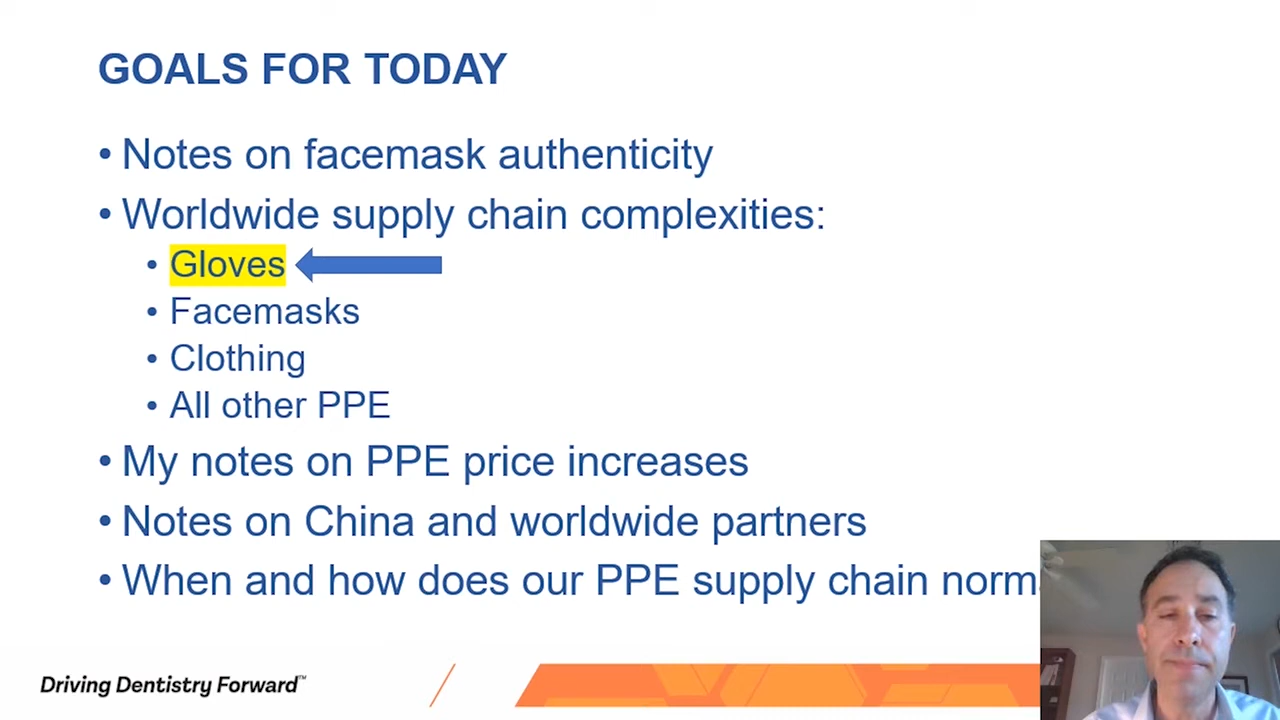 GOALS FOR TODAY
• Notes on facemask authenticity
• Worldwide supply chain complexities:
• Gloves
• Facemasks
• Clothing
• All other PPE
• My notes on PPE price increases
• Notes on China and worldwide partners
• When and how does our PPE supply chain
Driving Dentistry Forward™